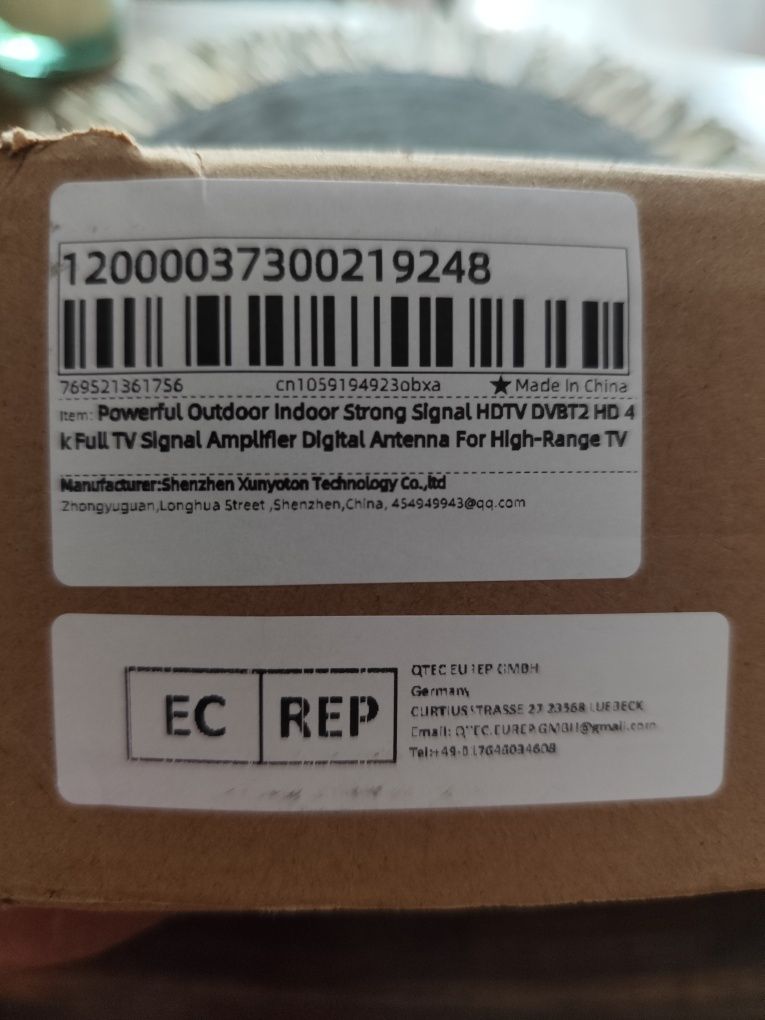 12000037300219248
769521361756 cn1059194923obxa ★ Made In China
Item: Powerful Outdoor Indoor Strong Signal HDTV DVBT2 HD 4
k Full TV Signal Amplifier Digital Antenna For High-Range TV
Manufacturer:Shenzhen Xunyoton Technology Co.,ltd
Zhongyuguan,Longhua Street ,Shenzhen,China, 454949943@qq.com
EC REP
QTEC EUREP GMBH
Germany
CURTIUSSTRASSE 27 23568 LUEBECK
Email: QTEC.EUREP.GMBH@gmail.com